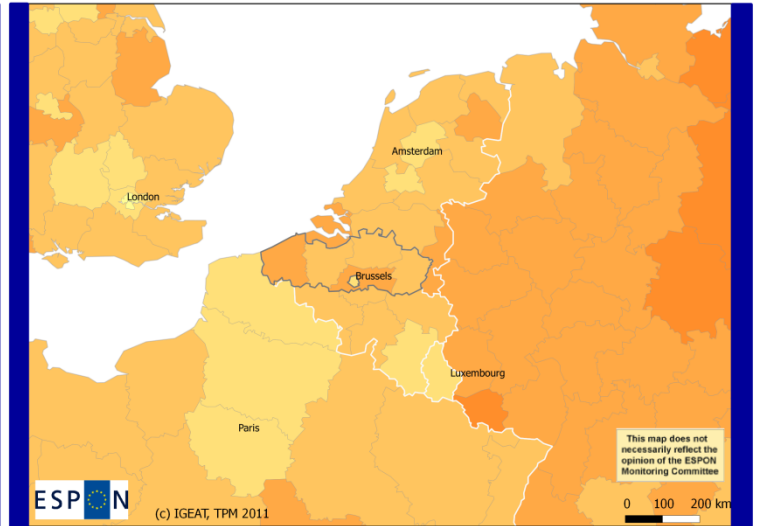 Amsterdam
London
Brussels
Luxembourg
Paris
This map does not
necessarily reflect the
opinion of the ESPON
Monitoring Committee
ESPON
(c) IGEAT, TPM 2011
0 100 200 km